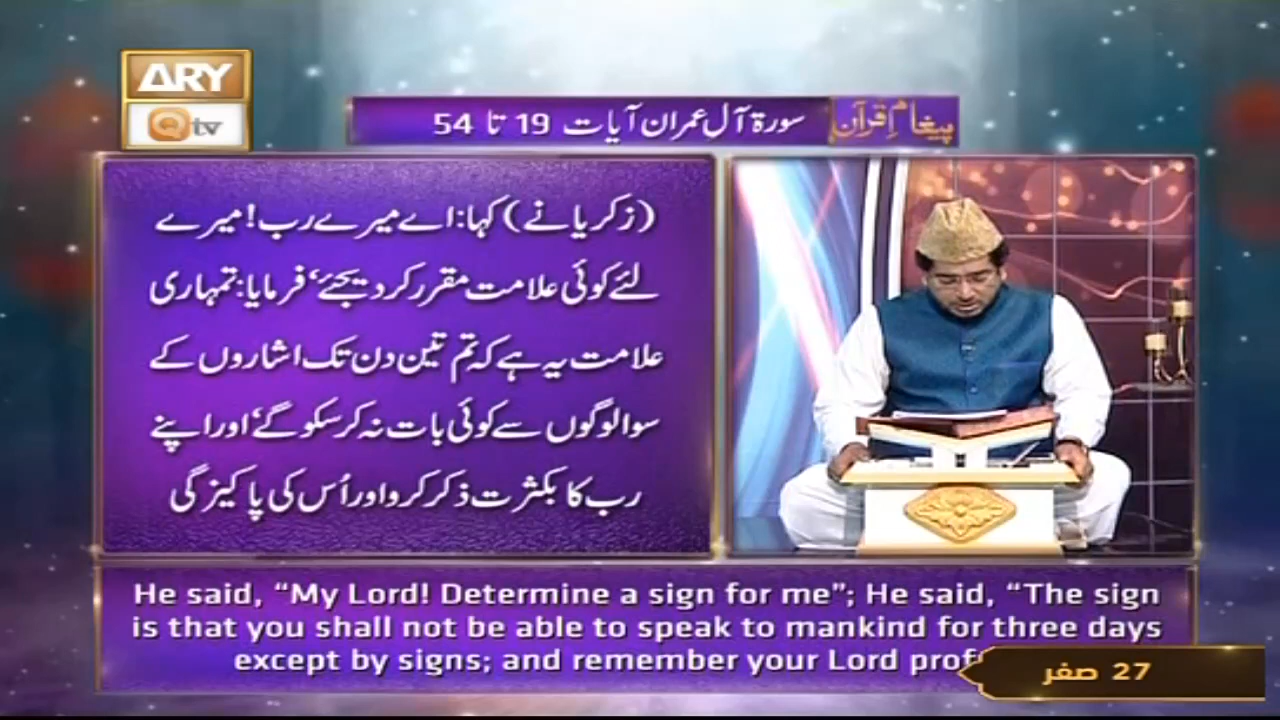 ARY
Qtv
پیغامِ قرآن
سورۃ آل عمران آیات 19 تا 54
(زکریا نے) کہا: اے میرے رب! میرے
لئے کوئی علامت مقرر کر دیجئے‘ فرمایا: تمہاری
علامت یہ ہے کہ تم تین دن تک اشاروں کے
سوا لوگوں سے کوئی بات نہ کر سکو گے‘ اور اپنے
رب کا بکثرت ذکر کرو اور اُس کی پاکیزگی
He said, “My Lord! Determine a sign for me”; He said, “The sign
is that you shall not be able to speak to mankind for three days
except by signs; and remember your Lord
27 صفر